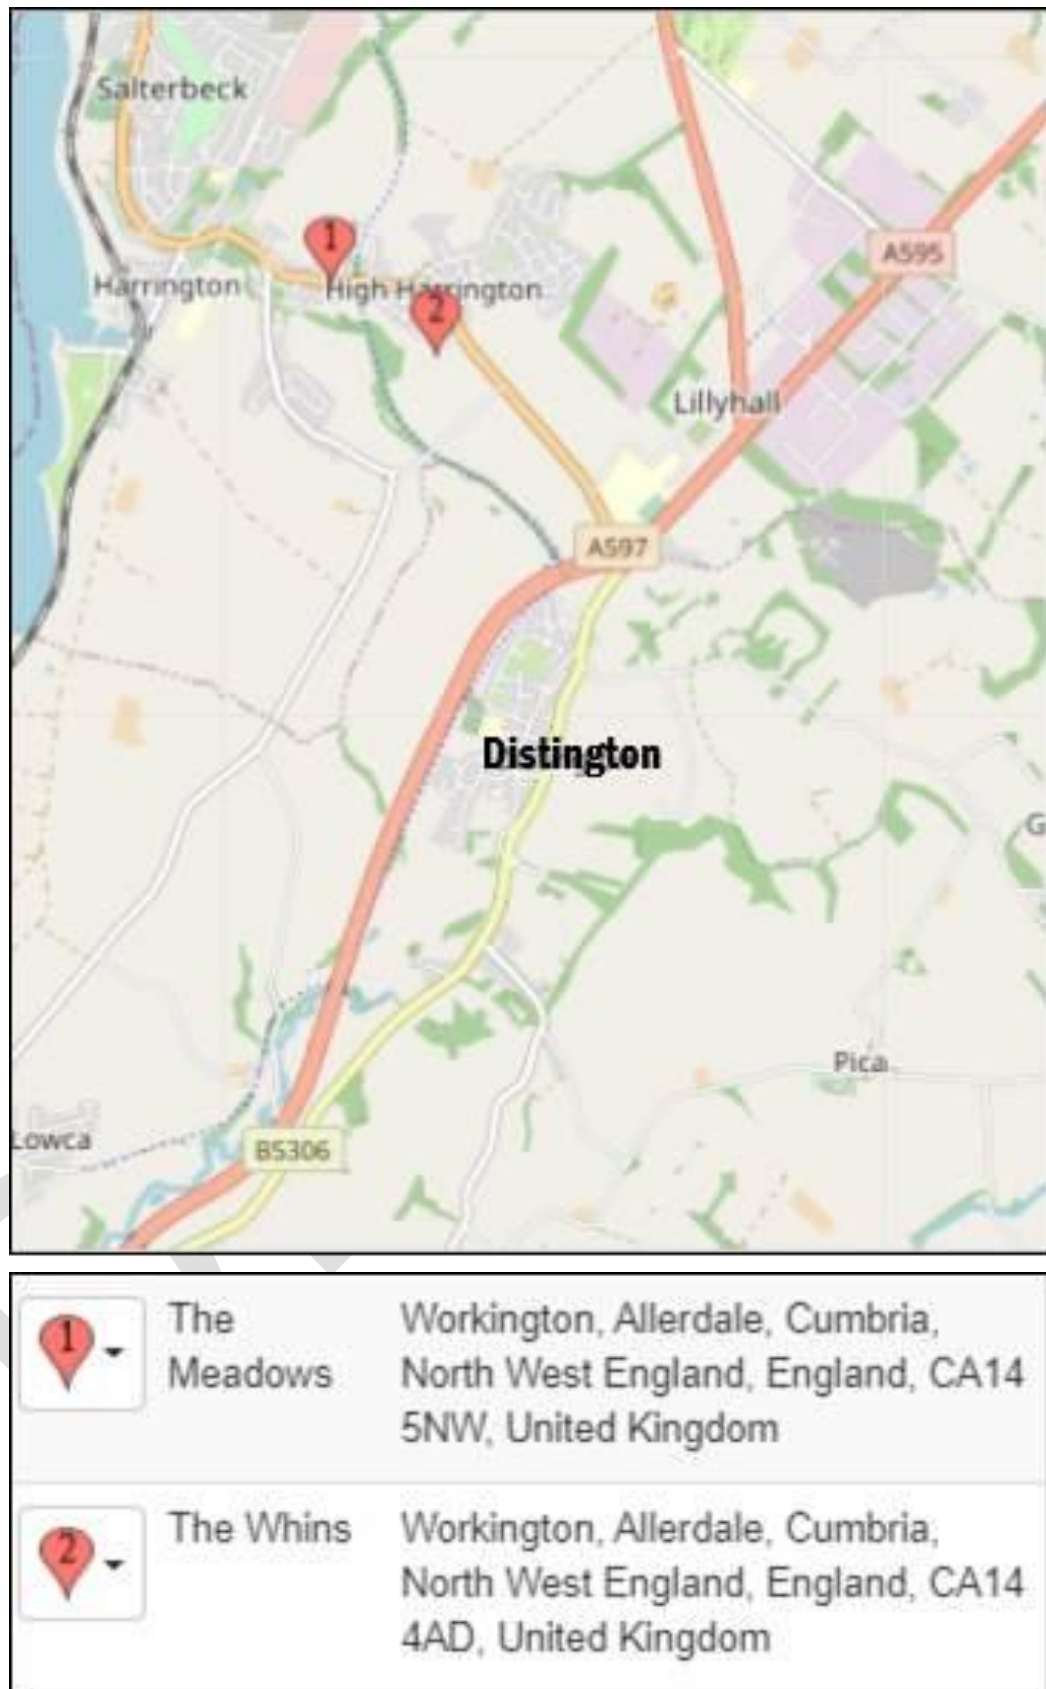 Salterbeck
1
A595
Harrington
High Harrington
2
Lillyhall
A597
Distington
G
Pica
Lowca
B5306
1
The
Meadows
Workington, Allerdale, Cumbria,
North West England, England, CA14
5NW, United Kingdom
2
The Whins
Workington, Allerdale, Cumbria,
North West England, England, CA14
4AD, United Kingdom